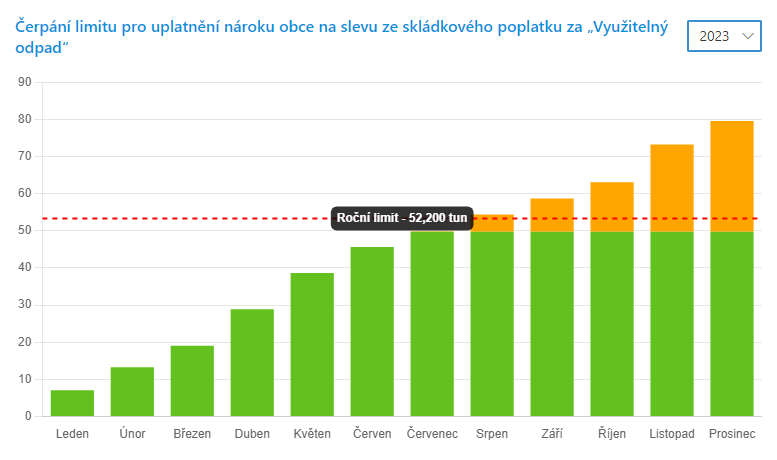 Čerpání limitu pro uplatnění nároku obce na slevu ze skládkového poplatku za „Využitelný
odpad“
2023
90
80
70
60
50
40
30
20
10
0
Roční limit - 52,200 tun
Leden
Únor
Březen
Duben
Květen
Červen
Červenec
Srpen
Září
Říjen
Listopad
Prosinec